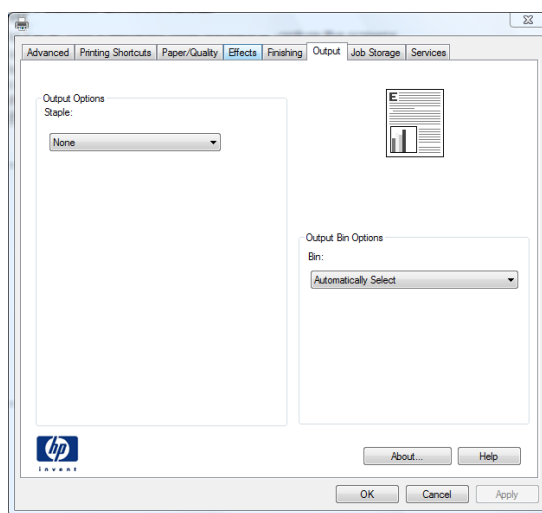 Advanced Printing Shortcuts Paper/Quality Effects Finishing Output Job Storage Services
Output Options
Staple:
None
E
Output Bin Options
Bin:
Automatically Select
hp
invent
About... Help
OK Cancel Apply